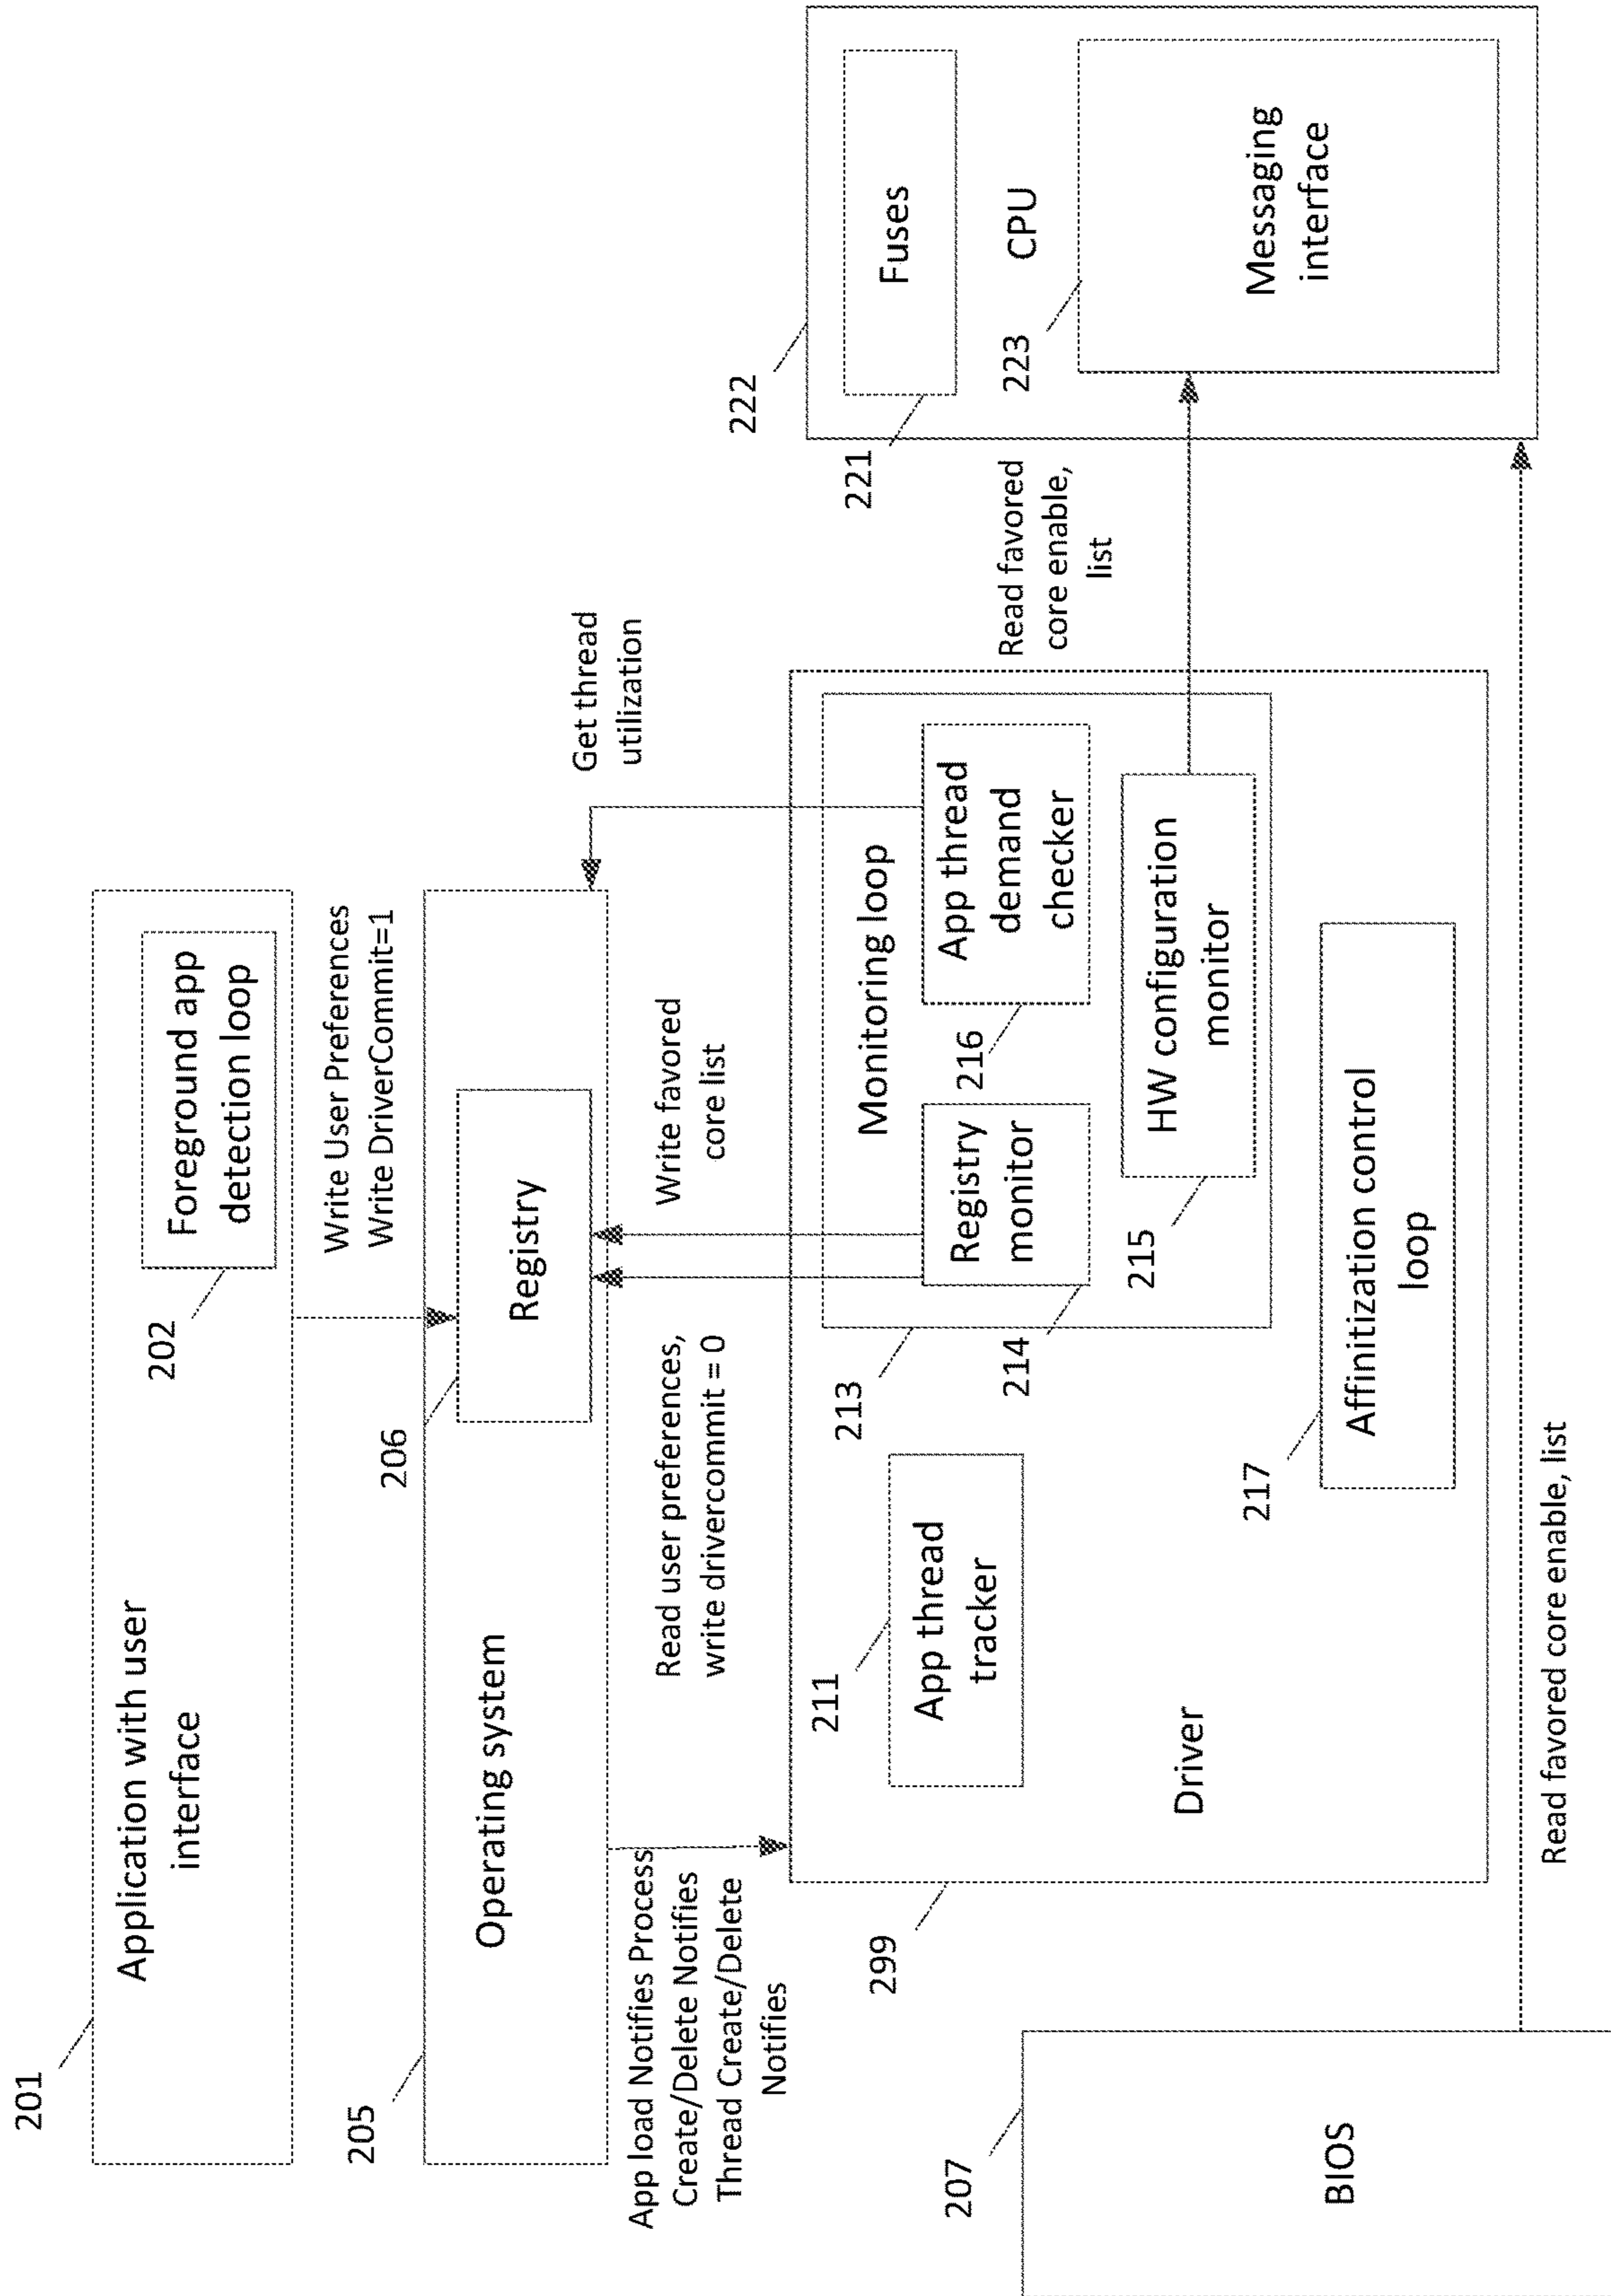 201
Application with user
interface
Foreground app
detection loop
202
Write User Preferences
Write DriverCommit=1
205
Operating system
Registry
206
Get thread
utilization
App load Notifies Process
Create/Delete Notifies
Thread Create/Delete
Notifies
Read user preferences,
write drivercommit = 0
Write favored
core list
299
Driver
211
App thread
tracker
213
Monitoring loop
Registry
monitor
214
App thread
demand
checker
216
HW configuration
monitor
215
217
Affinitization control
loop
Read favored
core enable,
list
222
Fuses
221
CPU
223
Messaging
interface
207
BIOS
Read favored core enable, list